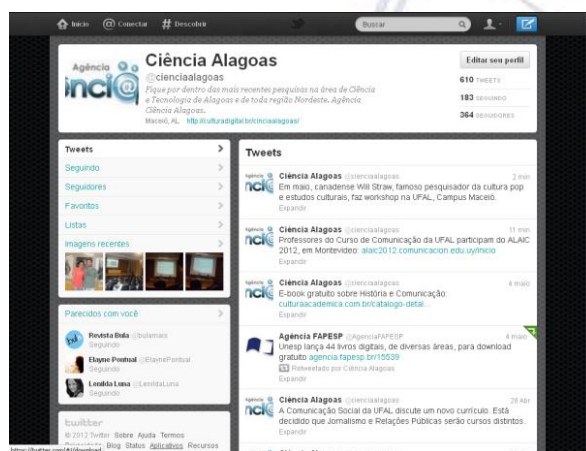 Início @ Conectar # Descobrir
Buscar
Agência
nci@
Ciência Alagoas
@cienciaalagoas
Fique por dentro das mais recentes pesquisas na área de Ciência
e Tecnologia de Alagoas e de toda região Nordeste. Agência
Ciência Alagoas.
Maceió, AL · http://culturadigital.br/cinciaalagoas/
Editar seu perfil
610 TWEETS
183 SEGUINDO
364 SEGUIDORES
Tweets
Seguindo
Seguidores
Favoritos
Listas
Imagens recentes
Parecidos com você
Revista Bula @bulamais
Seguindo
Elayne Pontual @ElaynePontual
Seguindo
Lenilda Luna @LenildaLuna
Seguindo
twitter
© 2012 Twitter Sobre Ajuda Termos
Blog Status Aplicativos Recursos
https://twitter.com/#!/download
Tweets
Ciência Alagoas @cienciaalagoas 2 min
Em maio, canadense Will Straw, famoso pesquisador da cultura pop
e estudos culturais, faz workshop na UFAL, Campus Maceió.
Expandir
Ciência Alagoas @cienciaalagoas 11 min
Professores do Curso de Comunicação da UFAL participam do ALAIC
2012, em Montevideo: alaic2012.comunicacion.edu.uy/inicio
Expandir
Ciência Alagoas @cienciaalagoas 4 maio
E-book gratuito sobre História e Comunicação:
culturaacademica.com.br/catalogo-detal...
Expandir
Agência FAPESP @AgenciaFAPESP 4 maio
Unesp lança 44 livros digitais, de diversas áreas, para download
gratuito agencia.fapesp.br/15539
Retweetado por Ciência Alagoas
Expandir
Ciência Alagoas @cienciaalagoas 28 Abr
A Comunicação Social da UFAL discute um novo currículo. Está
decidido que Jornalismo e Relações Públicas serão cursos distintos.
Expandir